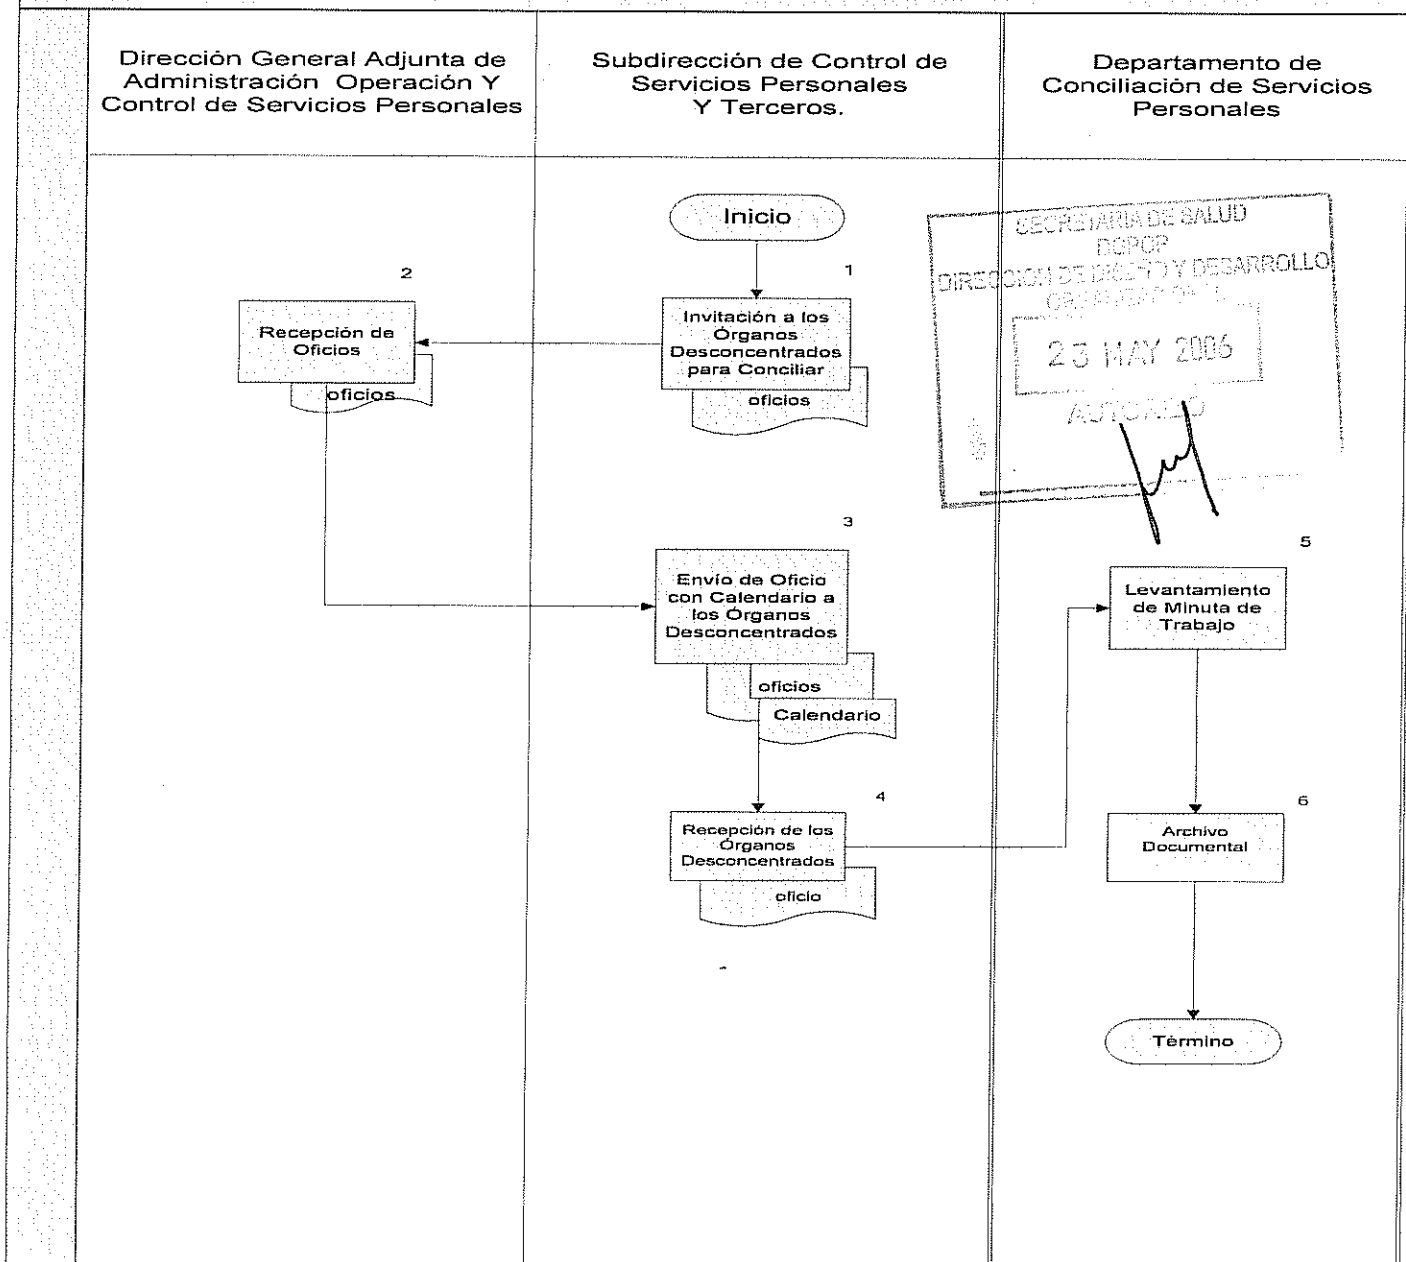 Dirección General Adjunta de
Administración Operación Y
Control de Servicios Personales
Subdirección de Control de
Servicios Personales
Y Terceros.
Departamento de
Conciliación de Servicios
Personales
Inicio
1
Invitación a los
Órganos
Desconcentrados
para Conciliar
oficios
2
Recepción de
Oficios
oficios
SECRETARIA DE SALUD
DGPOP
DIRECCION DE DISEÑO Y DESARROLLO
23 MAY 2006
AUTORIZO
3
Envío de Oficio
con Calendario a
los Órganos
Desconcentrados
oficios
Calendario
4
Recepción de los
Órganos
Desconcentrados
oficio
5
Levantamiento
de Minuta de
Trabajo
6
Archivo
Documental
Término